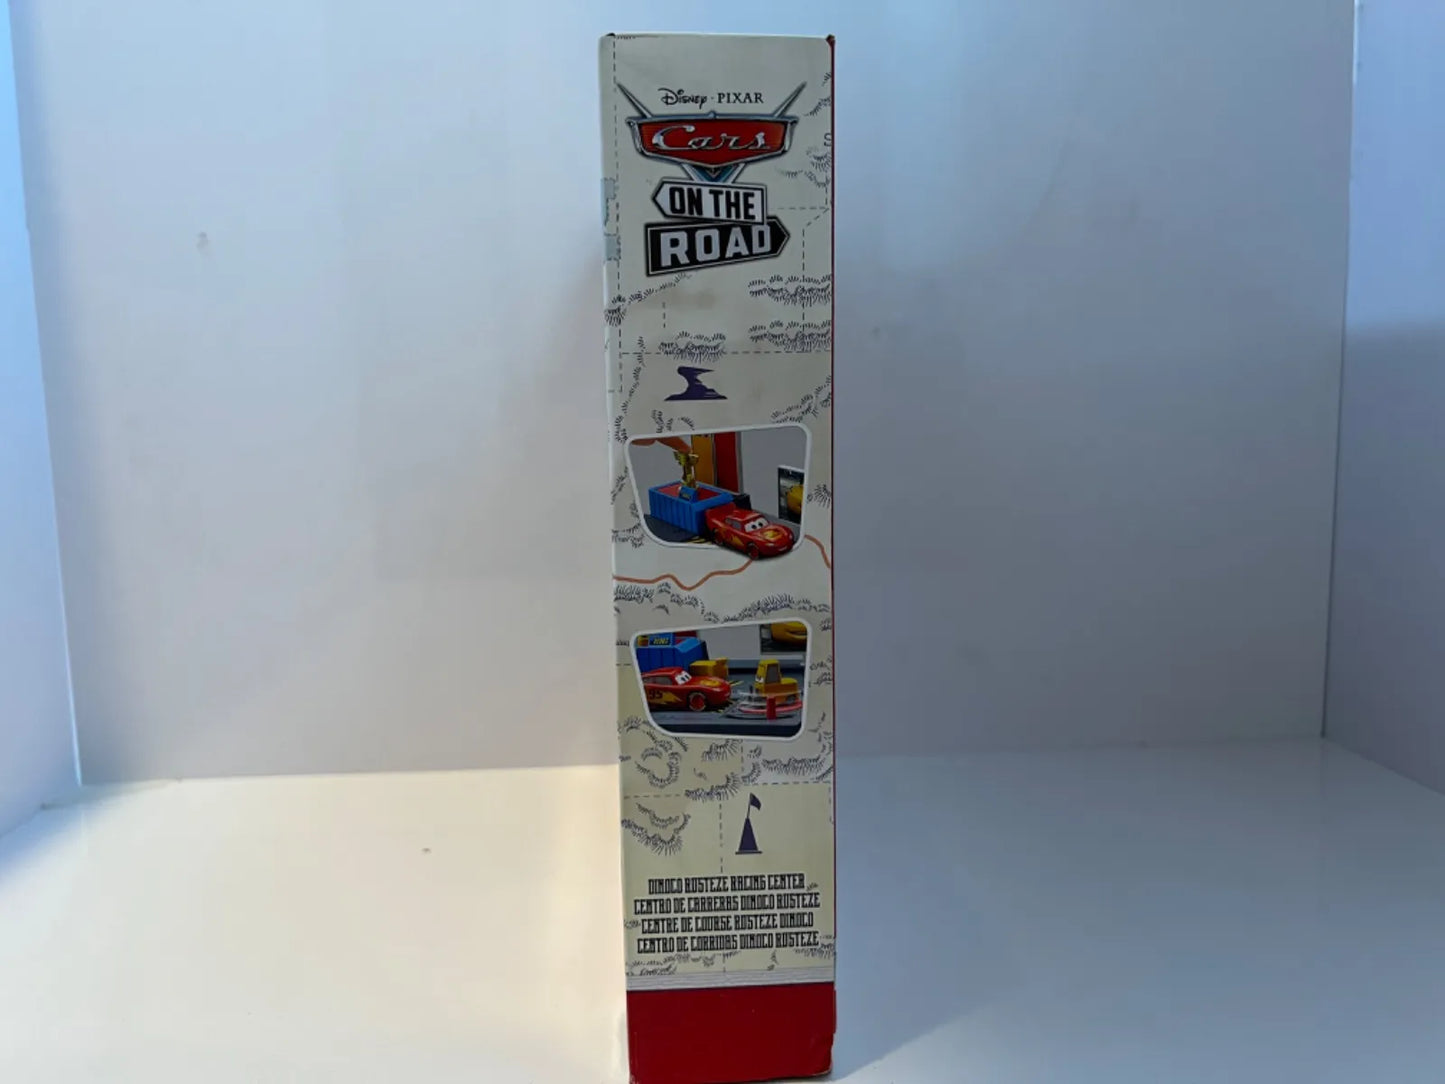 Disney · PIXAR
Cars
ON THE
ROAD
95
DINOCO RUSTEZE RACING CENTER
CENTRO DE CARRERAS DINOCO RUSTEZE
CENTRE DE COURSE RUSTEZE DINOCO
CENTRO DE CORRIDAS DINOCO RUSTEZE